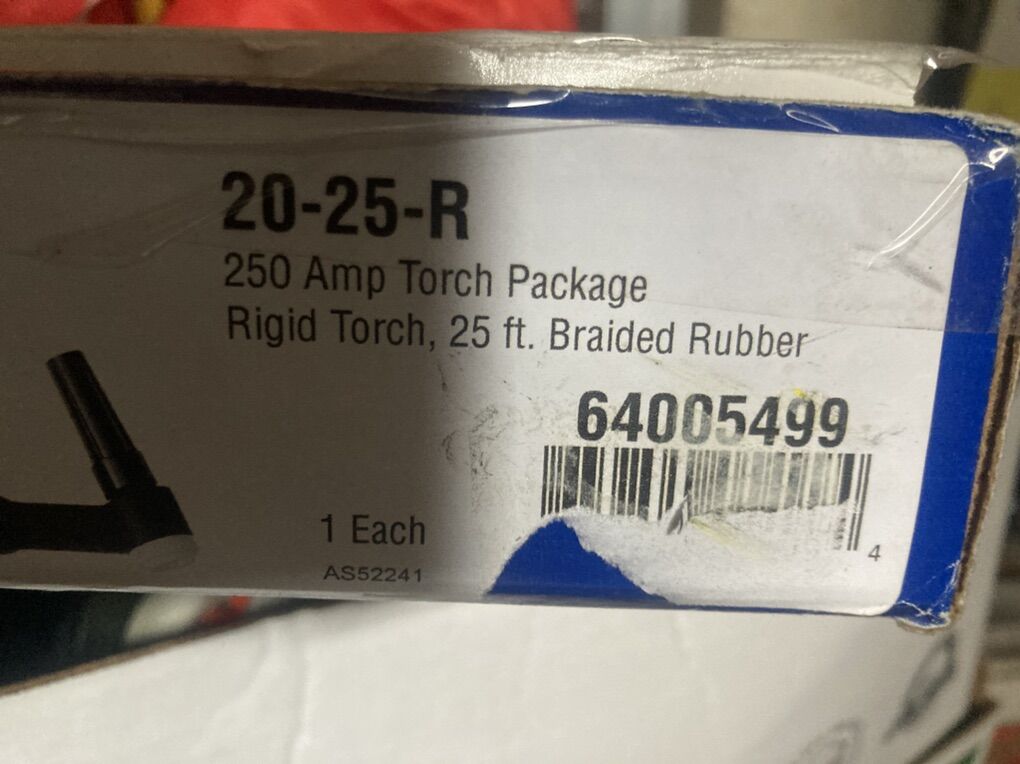 20-25-R
250 Amp Torch Package
Rigid Torch, 25 ft. Braided Rubber
64005499
1 Each
AS52241
4